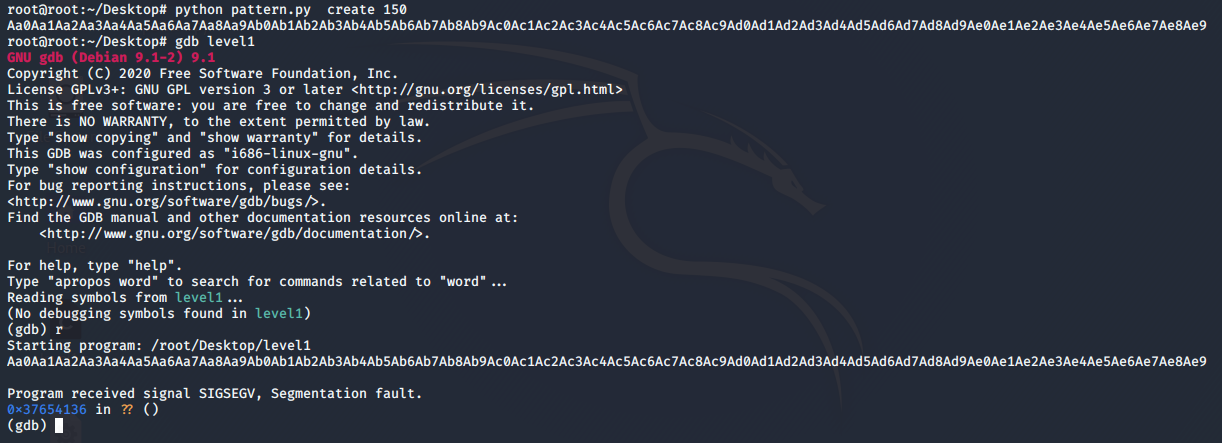 root@root:~/Desktop# python pattern.py  create 150
Aa0Aa1Aa2Aa3Aa4Aa5Aa6Aa7Aa8Aa9Ab0Ab1Ab2Ab3Ab4Ab5Ab6Ab7Ab8Ab9Ac0Ac1Ac2Ac3Ac4Ac5Ac6Ac7Ac8Ac9Ad0Ad1Ad2Ad3Ad4Ad5Ad6Ad7Ad8Ad9Ae0Ae1Ae2Ae3Ae4Ae5Ae6Ae7Ae8Ae9
root@root:~/Desktop# gdb level1
GNU gdb (Debian 9.1-2) 9.1
Copyright (C) 2020 Free Software Foundation, Inc.
License GPLv3+: GNU GPL version 3 or later <http://gnu.org/licenses/gpl.html>
This is free software: you are free to change and redistribute it.
There is NO WARRANTY, to the extent permitted by law.
Type "show copying" and "show warranty" for details.
This GDB was configured as "i686-linux-gnu".
Type "show configuration" for configuration details.
For bug reporting instructions, please see:
<http://www.gnu.org/software/gdb/bugs/>.
Find the GDB manual and other documentation resources online at:
    <http://www.gnu.org/software/gdb/documentation/>.

For help, type "help".
Type "apropos word" to search for commands related to "word"...
Reading symbols from level1...
(No debugging symbols found in level1)
(gdb) r
Starting program: /root/Desktop/level1
Aa0Aa1Aa2Aa3Aa4Aa5Aa6Aa7Aa8Aa9Ab0Ab1Ab2Ab3Ab4Ab5Ab6Ab7Ab8Ab9Ac0Ac1Ac2Ac3Ac4Ac5Ac6Ac7Ac8Ac9Ad0Ad1Ad2Ad3Ad4Ad5Ad6Ad7Ad8Ad9Ae0Ae1Ae2Ae3Ae4Ae5Ae6Ae7Ae8Ae9

Program received signal SIGSEGV, Segmentation fault.
0x37654136 in ?? ()
(gdb)